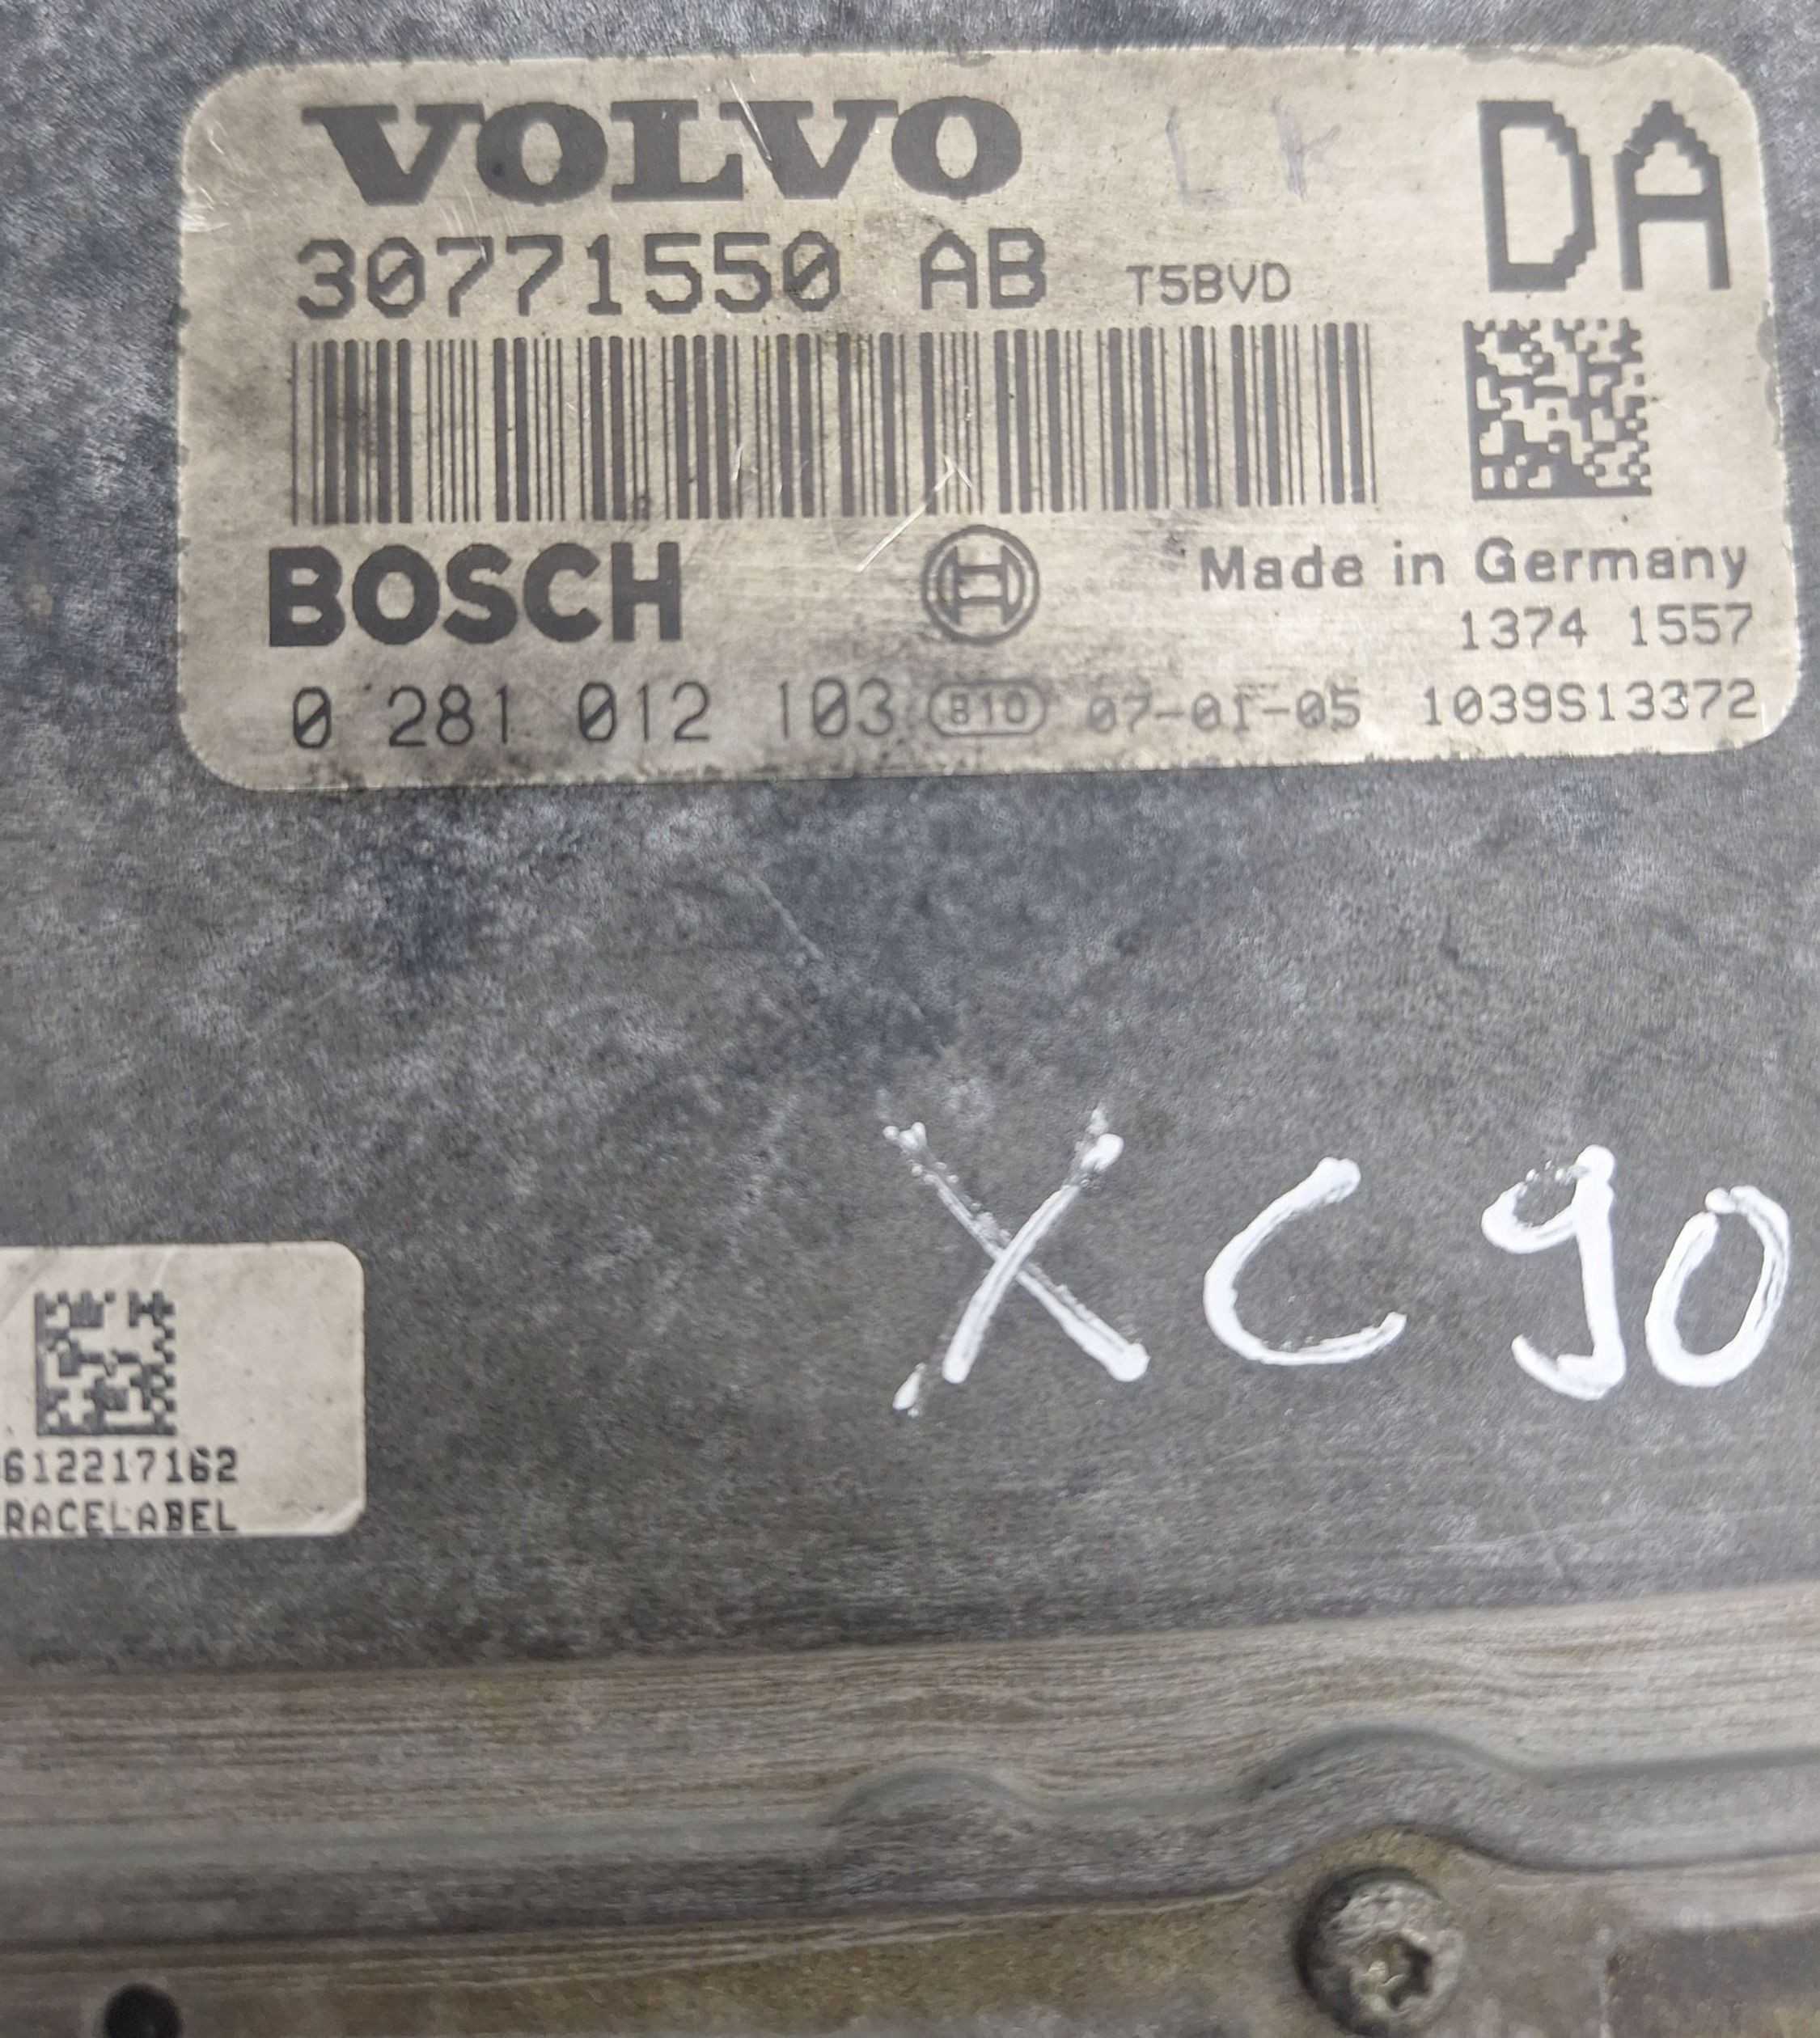 VOLVO DA
30771550 AB T5BVD
BOSCH Made in Germany
1374 1557
0 281 012 103 810 07-01-05 1039S13372
XC90
612217162
RACELABEL